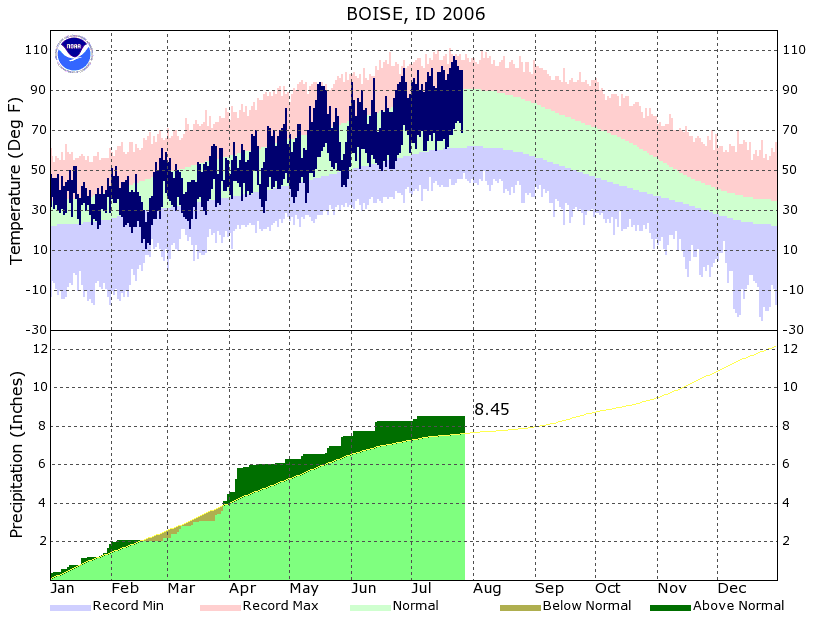 BOISE, ID 2006
NOAA
Temperature (Deg F)
110 110
90 90
70 70
50 50
30 30
10 10
-10 -10
-30 -30
Precipitation (Inches)
12 12
10 10
8 8
6 6
4 4
2 2
8.45
Jan Feb Mar Apr May Jun Jul Aug Sep Oct Nov Dec
Record Min Record Max Normal Below Normal Above Normal